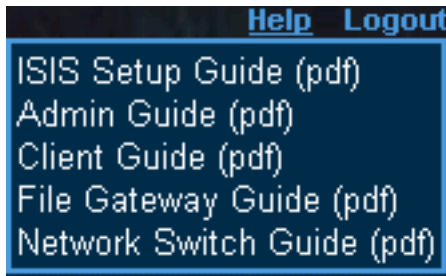 Help Logout
ISIS Setup Guide (pdf)
Admin Guide (pdf)
Client Guide (pdf)
File Gateway Guide (pdf)
Network Switch Guide (pdf)